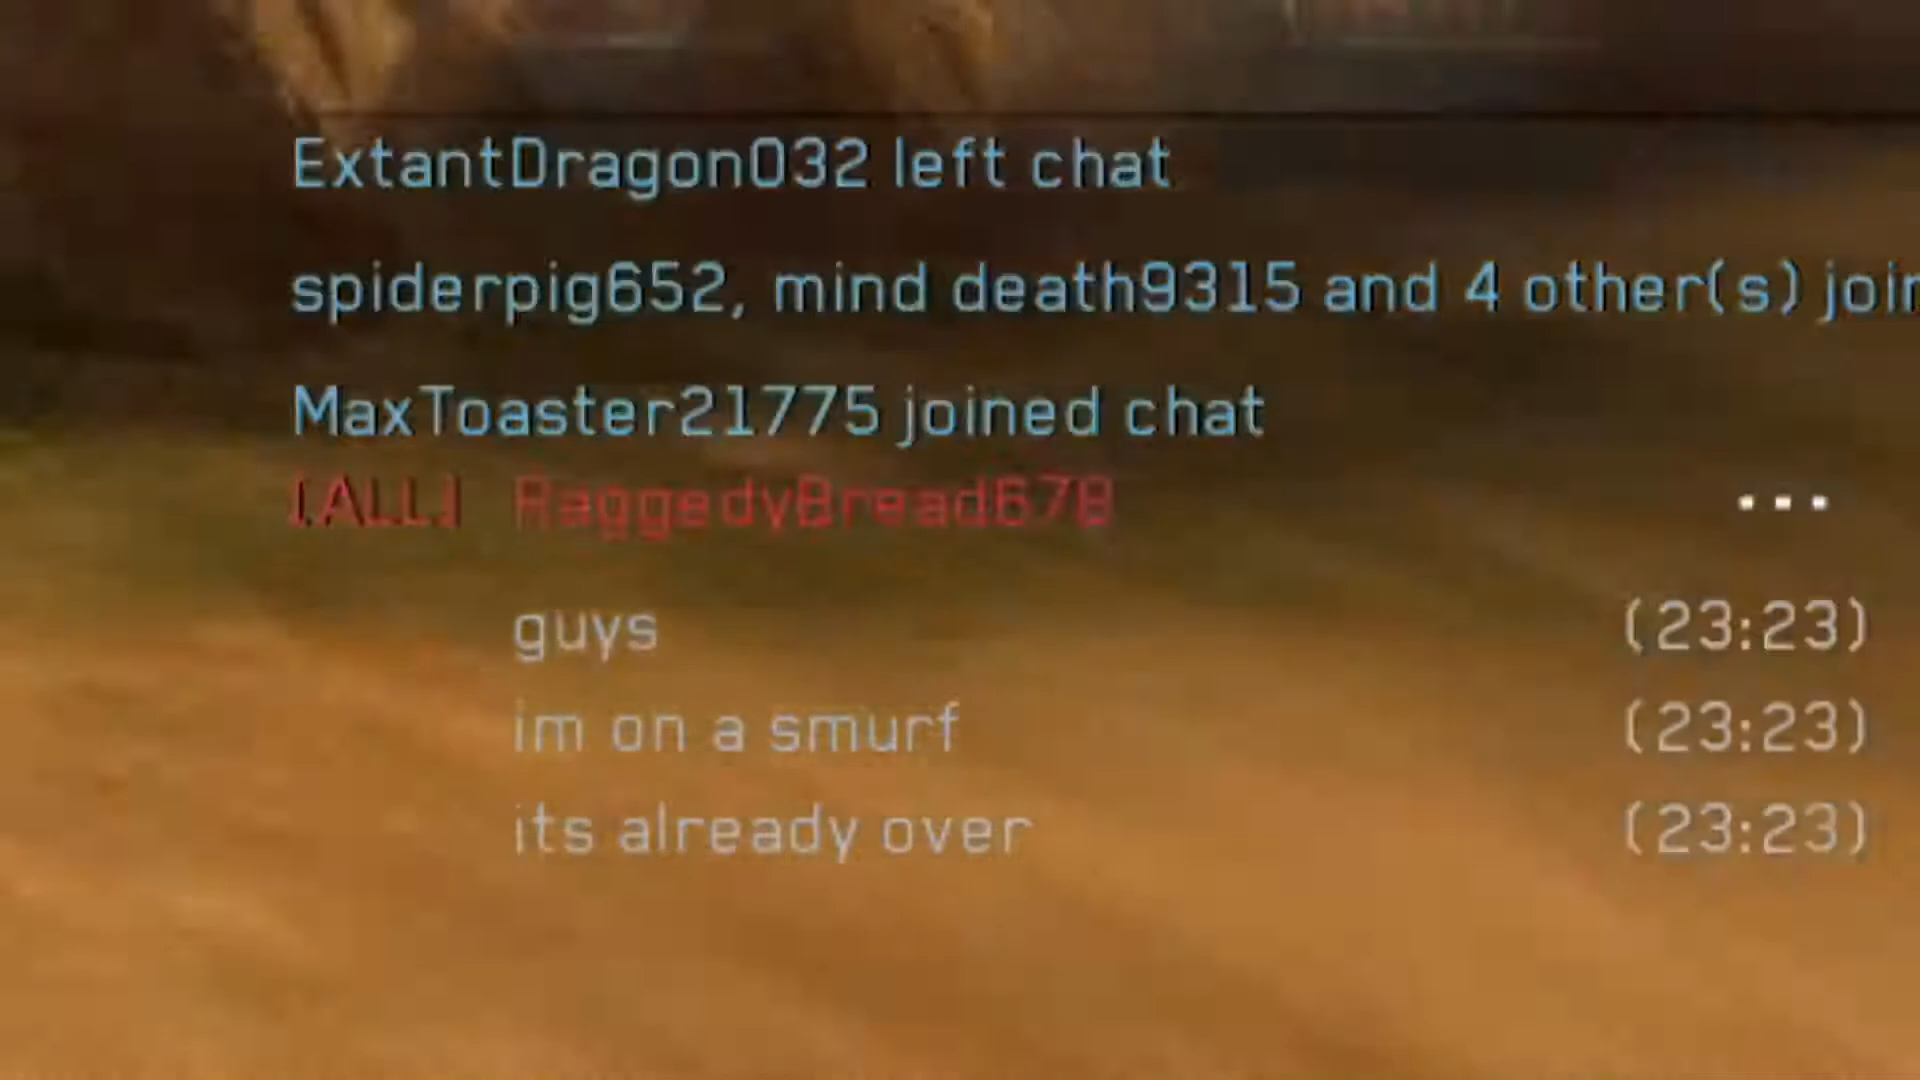 ExtantDragon032 left chat
spiderpig652, mind death9315 and 4 other(s) join
MaxToaster21775 joined chat
[ALL] RaggedyBread678 ...
guys (23:23)
im on a smurf (23:23)
its already over (23:23)